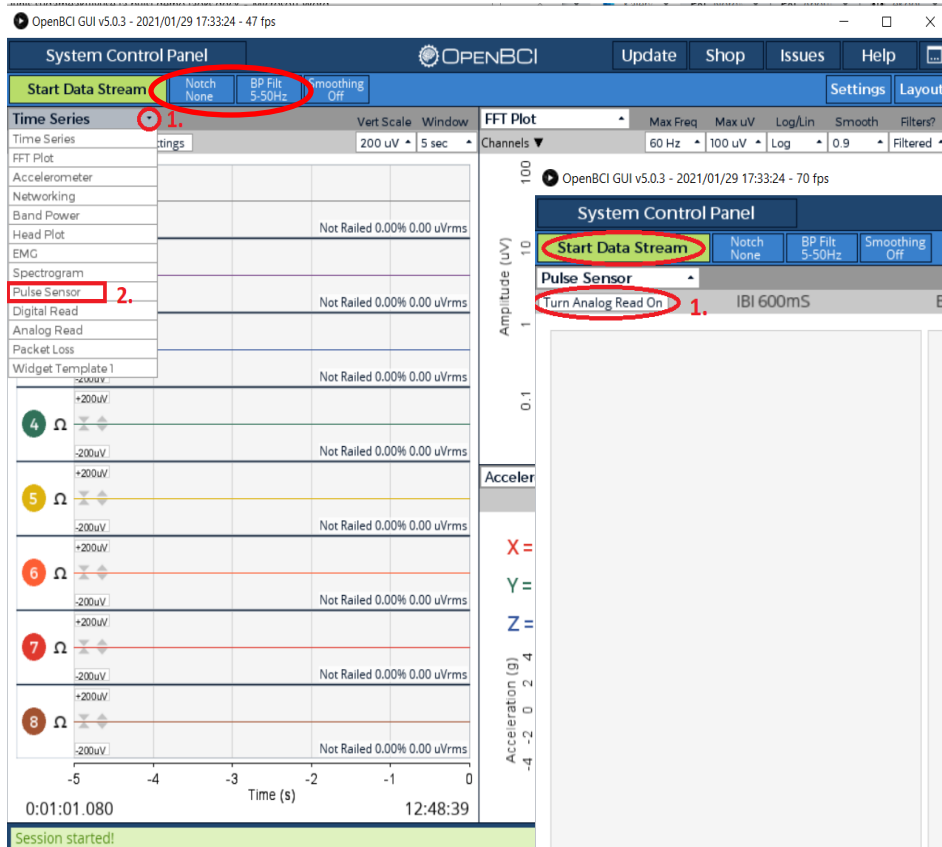 OpenBCI GUI v5.0.3 - 2021/01/29 17:33:24 - 47 fps
System Control Panel
OPENBCI
Update
Shop
Issues
Help
Start Data Stream
Notch
None
BP Filt
5-50Hz
Smoothing
Off
Settings
Layout
Time Series
1.
Vert Scale
Window
tings
200 uV
5 sec
Time Series
FFT Plot
Accelerometer
Networking
Band Power
Head Plot
EMG
Spectrogram
Pulse Sensor
2.
Digital Read
Analog Read
Packet Loss
Widget Template 1
Not Railed 0.00% 0.00 uVrms
Not Railed 0.00% 0.00 uVrms
-200uV
Not Railed 0.00% 0.00 uVrms
+200uV
4 Ω
-200uV
Not Railed 0.00% 0.00 uVrms
+200uV
5 Ω
-200uV
Not Railed 0.00% 0.00 uVrms
+200uV
6 Ω
-200uV
Not Railed 0.00% 0.00 uVrms
+200uV
7 Ω
-200uV
Not Railed 0.00% 0.00 uVrms
+200uV
8 Ω
-200uV
Not Railed 0.00% 0.00 uVrms
-5 -4 -3 -2 -1 0
Time (s)
0:01:01.080
12:48:39
Session started!
FFT Plot
Max Freq
Max uV
Log/Lin
Smooth
Filters?
Channels ▼
60 Hz
100 uV
Log
0.9
Filtered
100
10
1
0.1
Amplitude (uV)
Acceler
X =
Y =
Z =
Acceleration (g)
4
2
0
-2
-4
OpenBCI GUI v5.0.3 - 2021/01/29 17:33:24 - 70 fps
System Control Panel
Start Data Stream
Notch
None
BP Filt
5-50Hz
Smoothing
Off
Pulse Sensor
Turn Analog Read On
1.
IBI 600mS